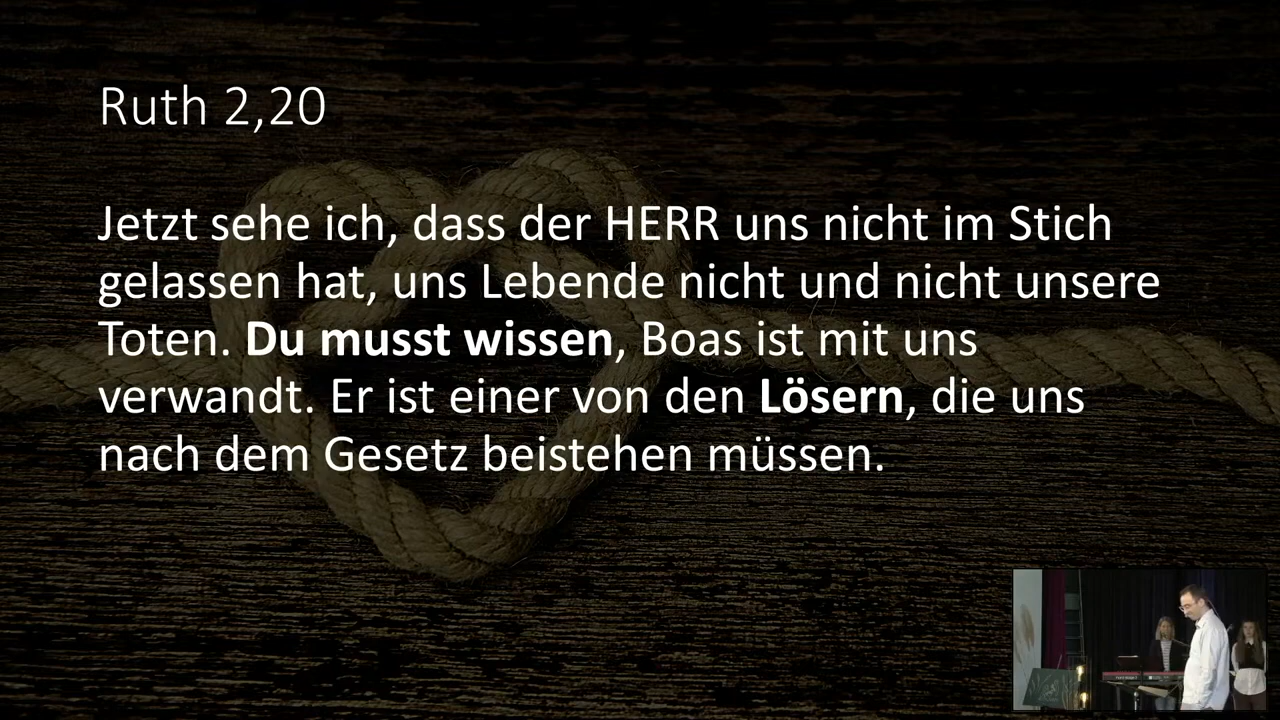 Ruth 2,20
Jetzt sehe ich, dass der HERR uns nicht im Stich
gelassen hat, uns Lebende nicht und nicht unsere
Toten. Du musst wissen, Boas ist mit uns
verwandt. Er ist einer von den Lösern, die uns
nach dem Gesetz beistehen müssen.